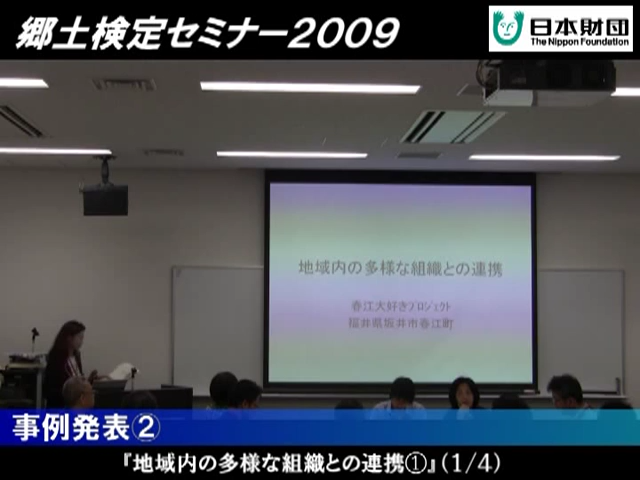 郷土検定セミナー2009
日本財団
The Nippon Foundation
地域内の多様な組織との連携
春江大好きプロジェクト
福井県坂井市春江町
事例発表②
『地域内の多様な組織との連携①』(1/4)